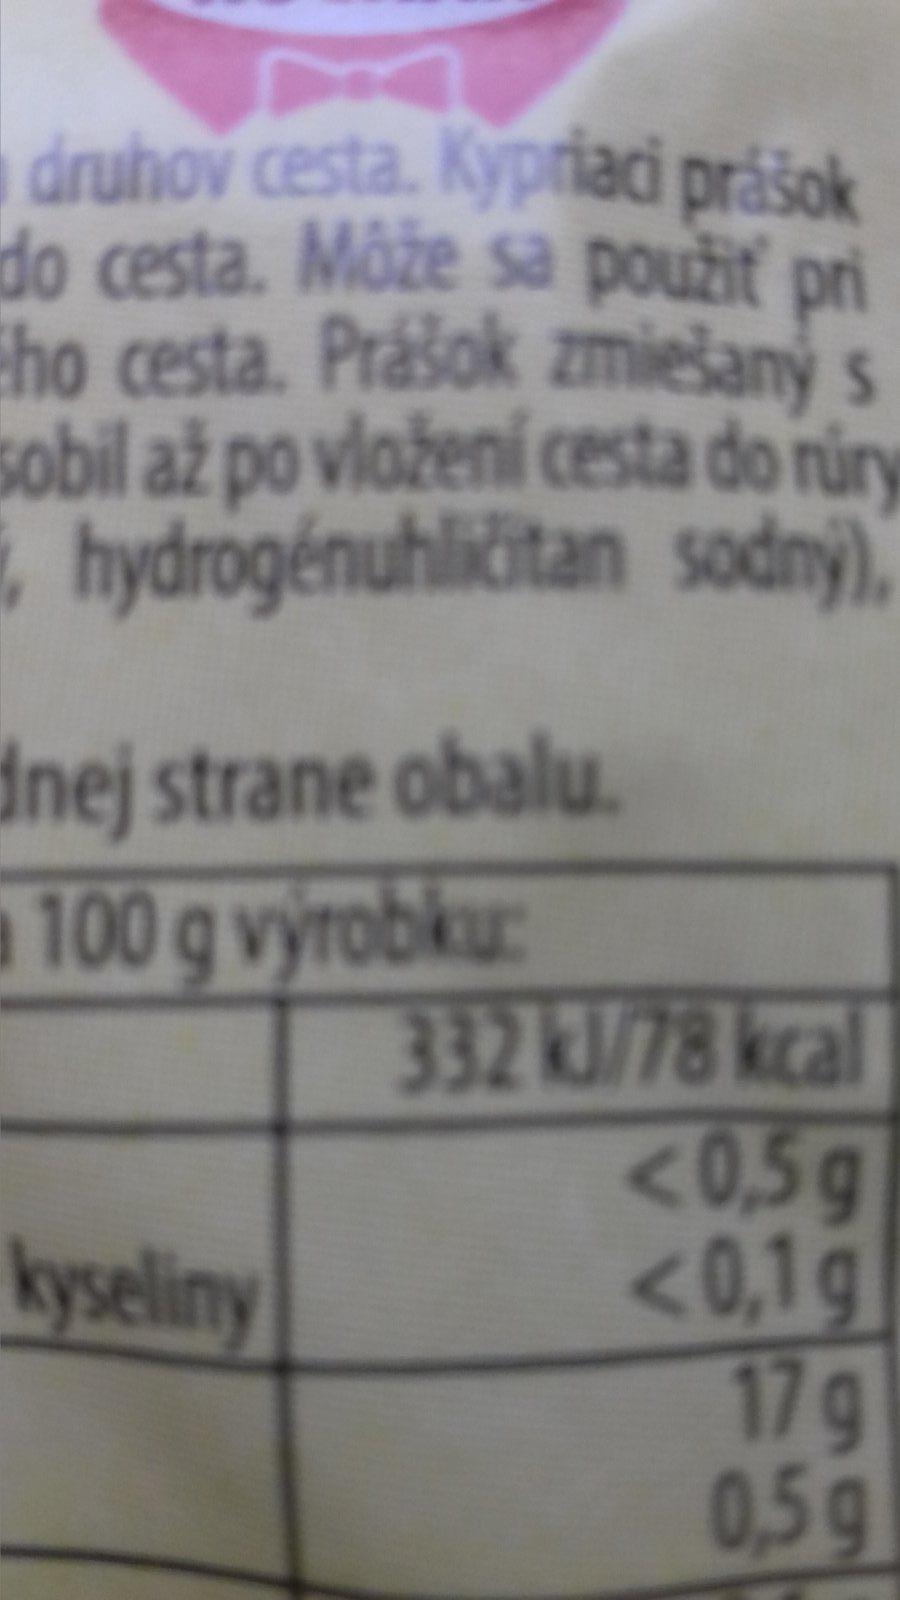 druhov cesta. Kypriaci prášok
do cesta. Môže sa použiť pri
ého cesta. Prášok zmiešaný s
sobil až po vložení cesta do rúry
, hydrogénuhličitan sodný),
dnej strane obalu.
100 g výrobku:
332 kJ/78 kcal
< 0,5 g
kyseliny < 0,1 g
17 g
0,5 g